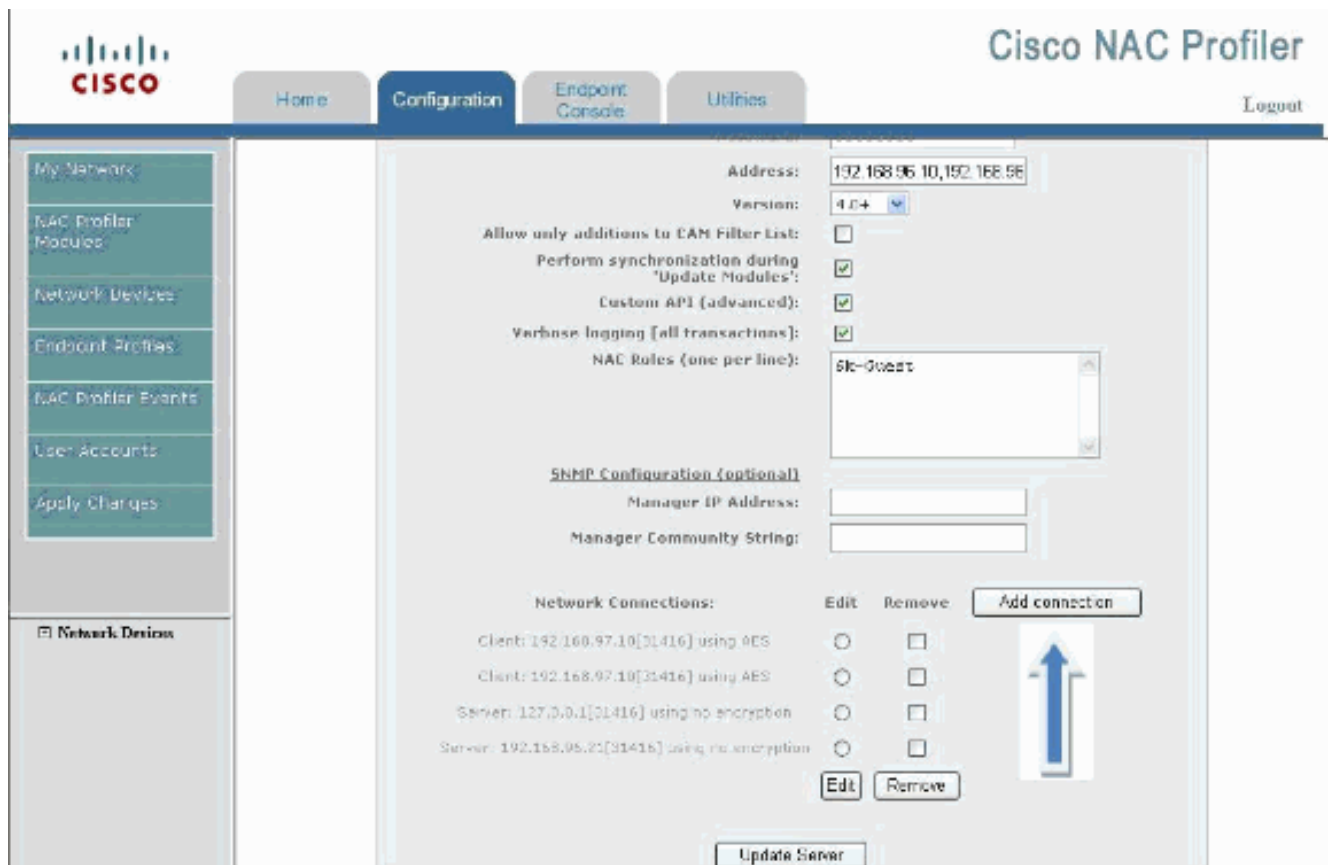 CISCO
Cisco NAC Profiler
Home
Configuration
Endpoint
Console
Utilities
Logout
My Network
NAC Profiler
Modules
Network Devices
Endpoint Profiles
NAC Profiler Events
User Accounts
Apply Changes
Network Devices
Address:
192.168.96.10,192.168.96
Version:
4.0+
Allow only additions to CAM Filter List:
Perform synchronization during
'Update Modules':
Custom API (advanced):
Verbose logging [all transactions]:
NAC Roles (one per line):
SNMP Configuration (optional)
Manager IP Address:
Manager Community String:
Network Connections:
Edit
Remove
Add connection
Client: 192.168.97.10[31416] using AES
Client: 192.168.97.10[31416] using AES
Server: 127.0.0.1[31416] using no encryption
Server: 192.168.96.21[31416] using no encryption
Edit
Remove
Update Server